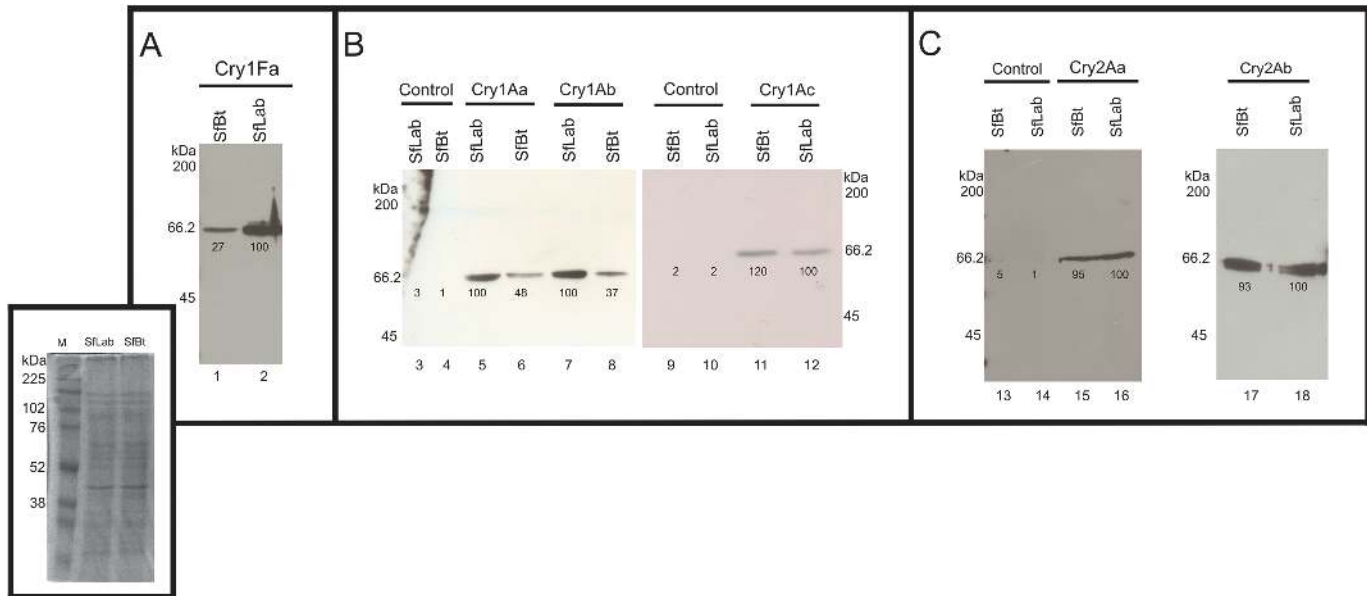 A
Cry1Fa
SfBt SfLab
kDa
200
66.2
27 100
45
1 2
B
Control Cry1Aa Cry1Ab Control Cry1Ac
SfLab SfBt SfLab SfBt SfLab SfBt SfBt SfLab SfBt SfLab
kDa kDa
200 200
66.2 66.2
3 1 100 48 100 37 2 2 120 100
45 45
3 4 5 6 7 8 9 10 11 12
C
Control Cry2Aa Cry2Ab
SfBt SfLab SfBt SfLab SfBt SfLab
kDa kDa
200 200
66.2 66.2
5 1 95 100 93 100
45 45
13 14 15 16 17 18
M SfLab SfBt
kDa
225
102
76
52
38